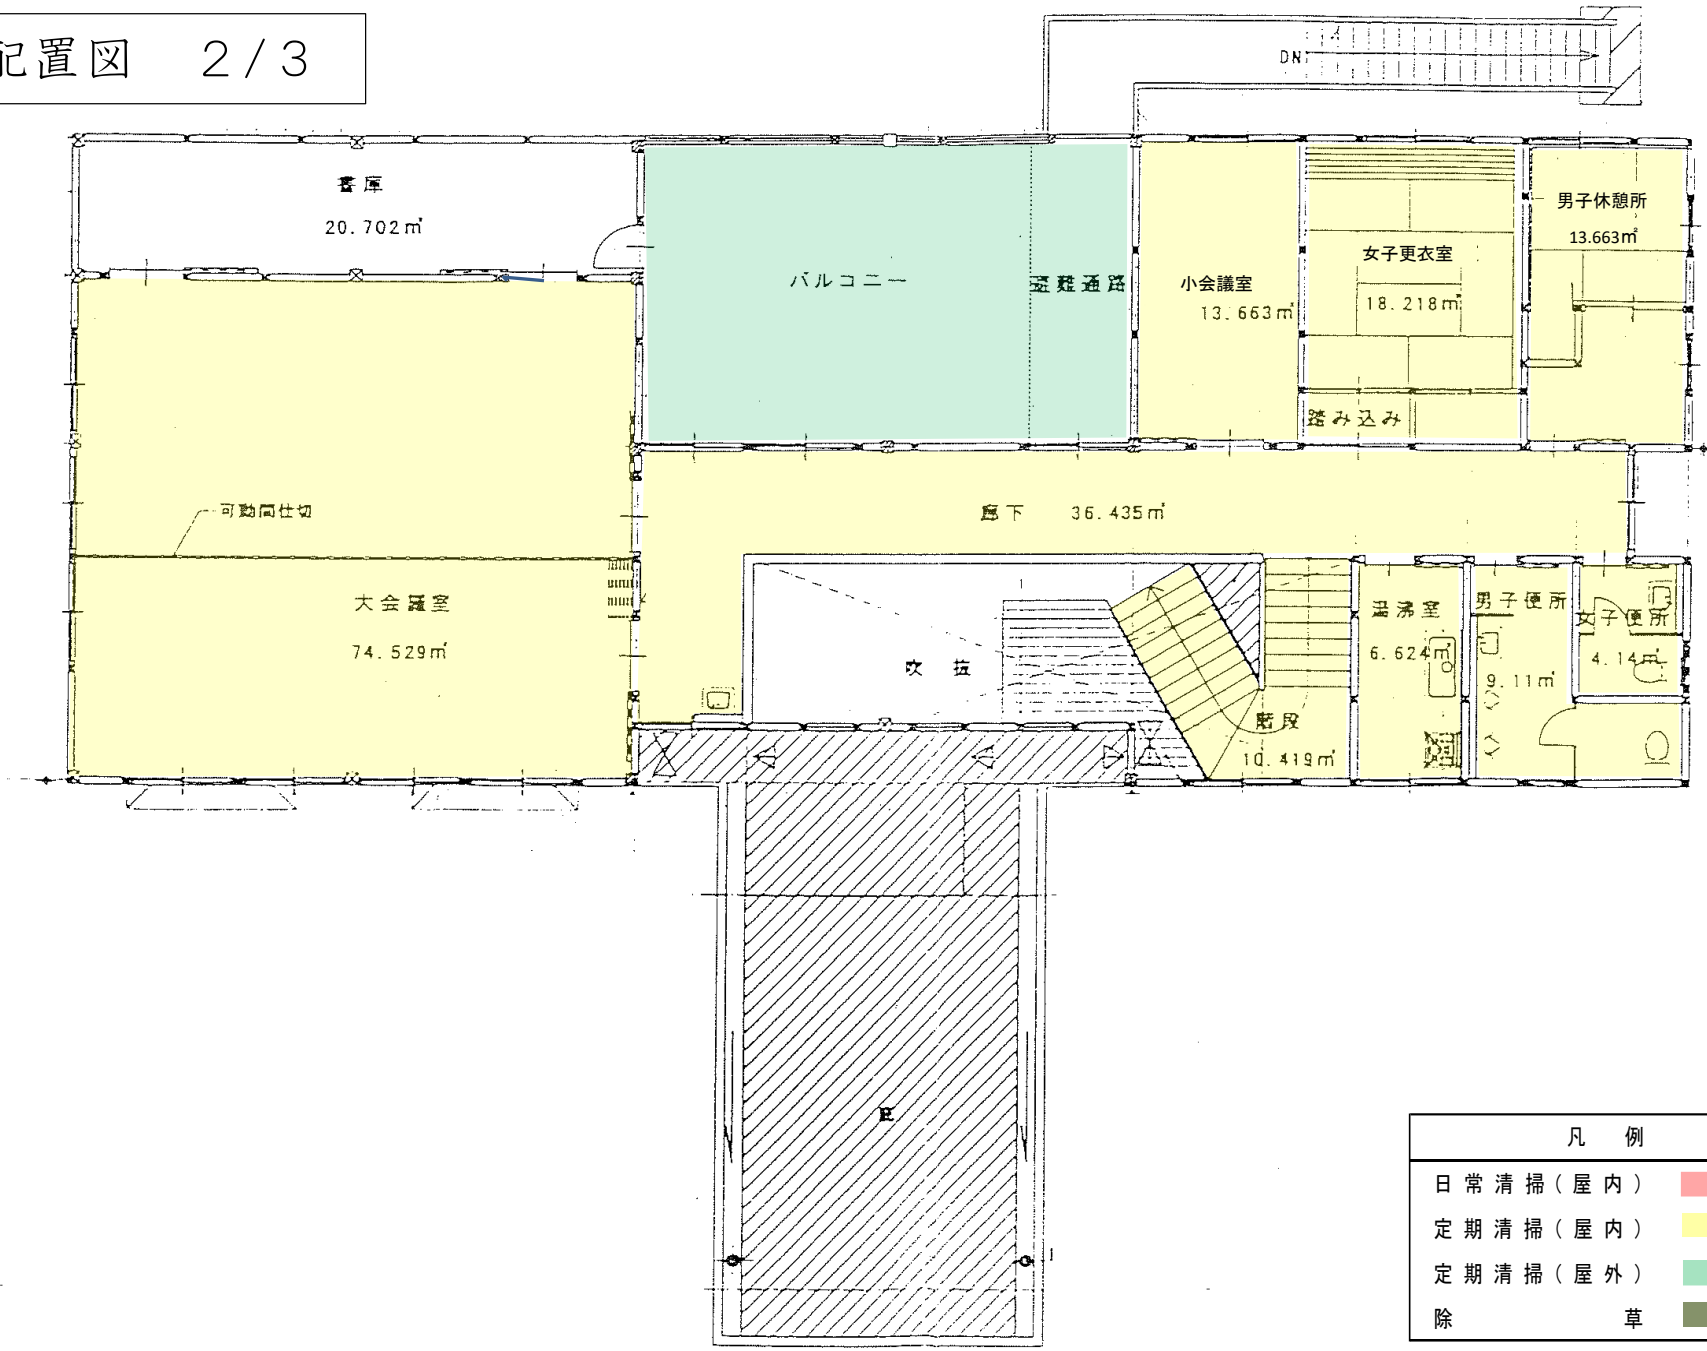 配置図 2/3
DN
書庫
20.702㎡
バルコニー
避難通路
小会議室
13.663㎡
女子更衣室
18.218㎡
踏み込み
男子休憩所
13.663㎡
可動間仕切
廊下 36.435㎡
大会議室
74.529㎡
吹抜
階段
10.419㎡
湯沸室
6.624㎡
男子便所
9.11㎡
女子便所
4.14㎡
凡例
日常清掃(屋内)
定期清掃(屋内)
定期清掃(屋外)
除草